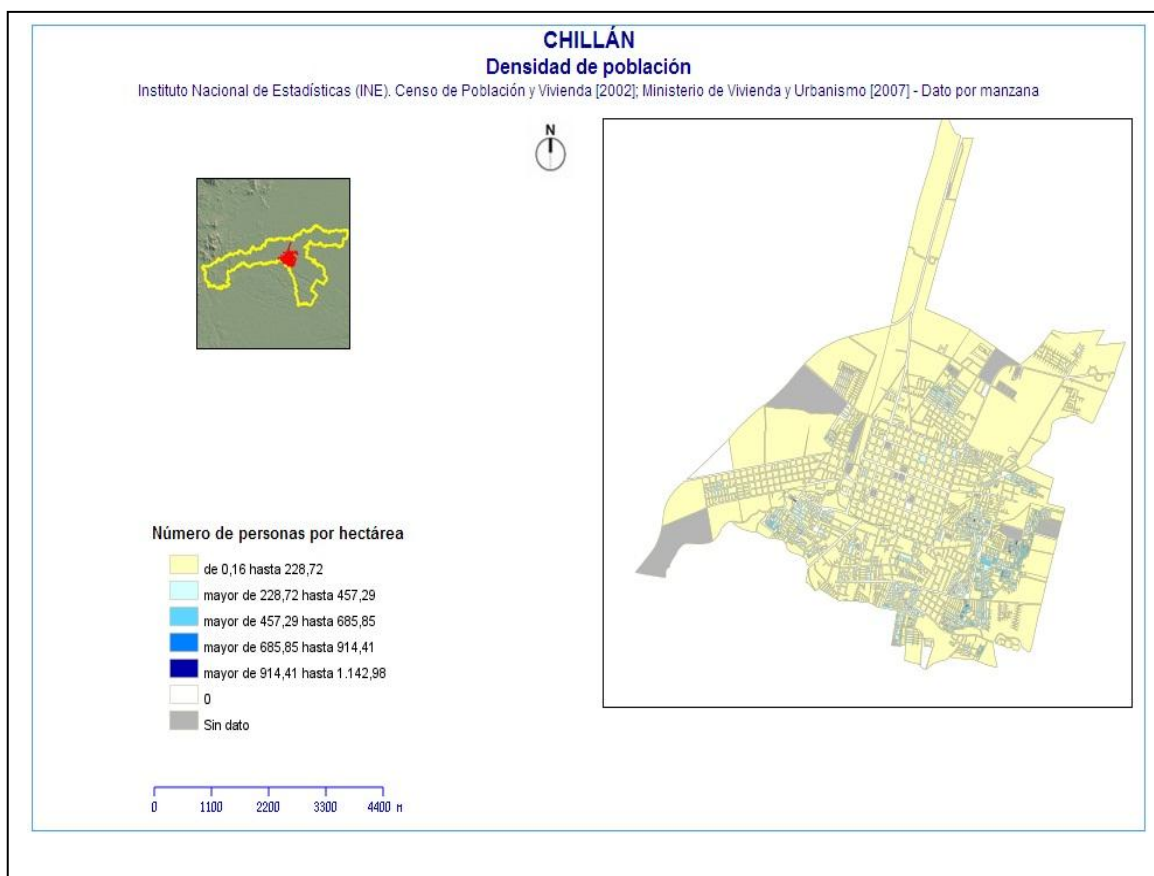 CHILLÁN
Densidad de población
Instituto Nacional de Estadísticas (INE). Censo de Población y Vivienda [2002]; Ministerio de Vivienda y Urbanismo [2007] - Dato por manzana
N
Número de personas por hectárea
de 0,16 hasta 228,72
mayor de 228,72 hasta 457,29
mayor de 457,29 hasta 685,85
mayor de 685,85 hasta 914,41
mayor de 914,41 hasta 1.142,98
0
Sin dato
0 1100 2200 3300 4400 m